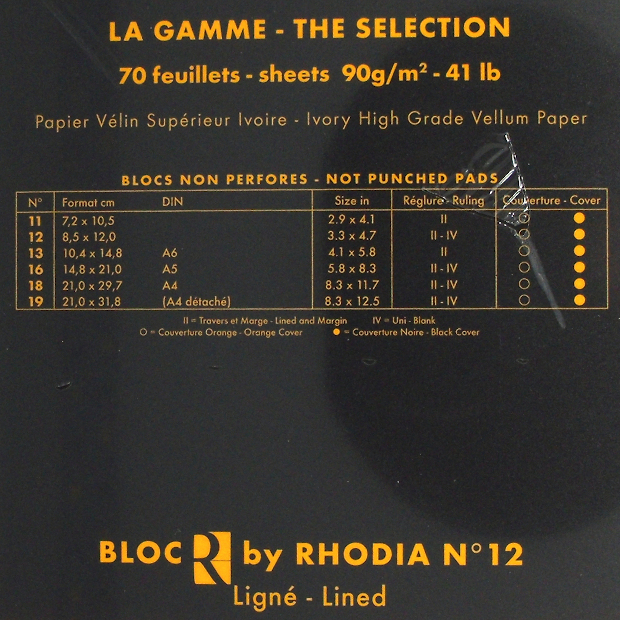 LA GAMME - THE SELECTION
70 feuillets - sheets 90g/m² - 41 lb
Papier Vélin Supérieur Ivoire - Ivory High Grade Vellum Paper
BLOCS NON PERFORES - NOT PUNCHED PADS
N° Format cm DIN Size in Réglure - Ruling Couverture - Cover
11 7,2 x 10,5 2.9 x 4.1 II ○ ●
12 8,5 x 12,0 3.3 x 4.7 II - IV ○ ●
13 10,4 x 14,8 A6 4.1 x 5.8 II ○ ●
16 14,8 x 21,0 A5 5.8 x 8.3 II - IV ○ ●
18 21,0 x 29,7 A4 8.3 x 11.7 II - IV ○ ●
19 21,0 x 31,8 (A4 détaché) 8.3 x 12.5 II - IV ○ ●
II = Travers et Marge - Lined and Margin IV = Uni - Blank
○ = Couverture Orange - Orange Cover ● = Couverture Noire - Black Cover
BLOC R by RHODIA N° 12
Ligné - Lined